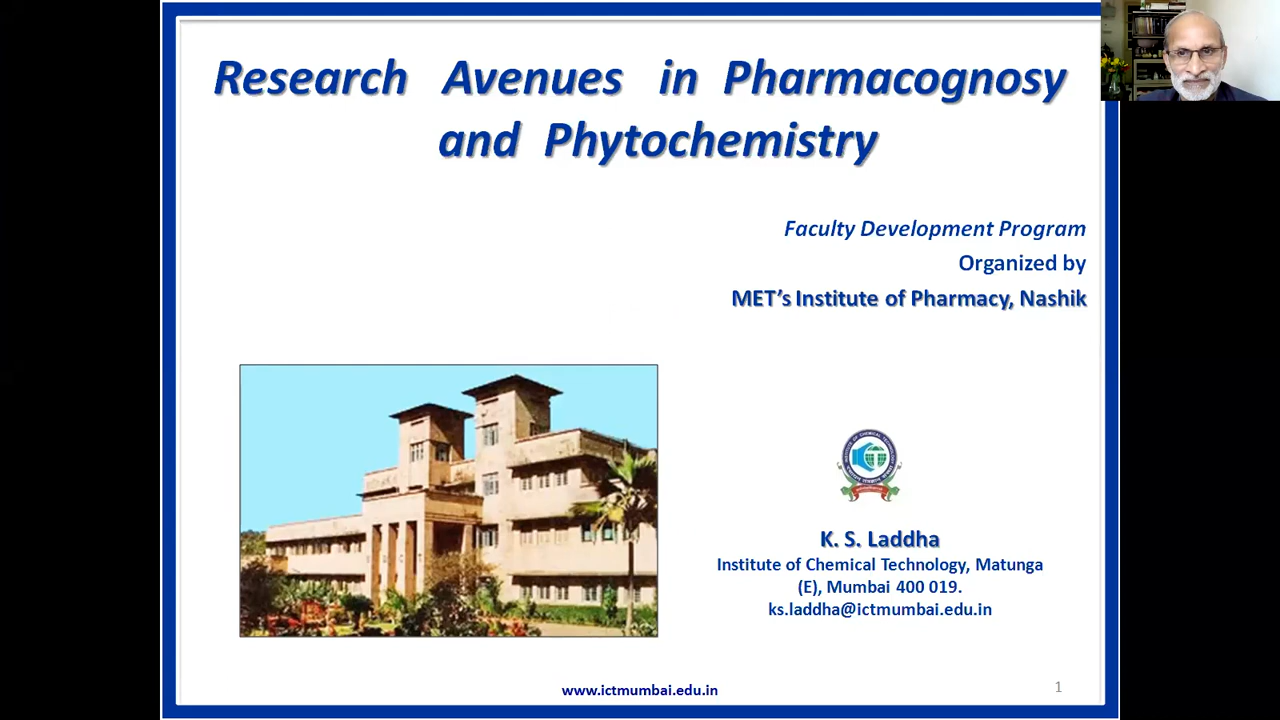 Research Avenues in Pharmacognosy
and Phytochemistry
Faculty Development Program
Organized by
MET's Institute of Pharmacy, Nashik
K. S. Laddha
Institute of Chemical Technology, Matunga
(E), Mumbai 400 019.
ks.laddha@ictmumbai.edu.in
www.ictmumbai.edu.in
1